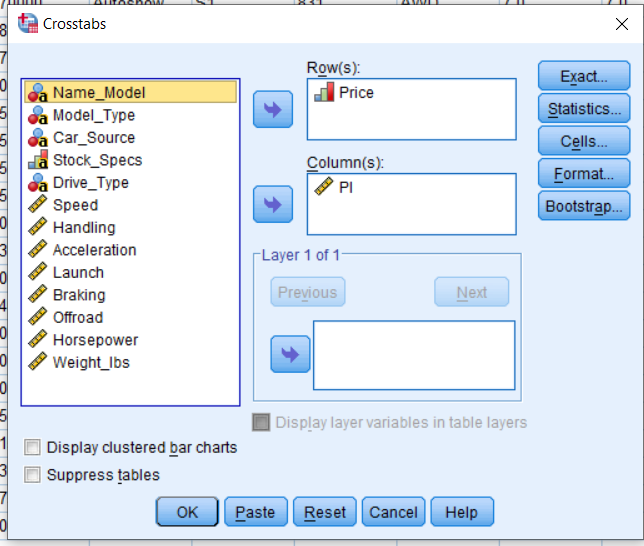 Crosstabs
Name_Model
Model_Type
Car_Source
Stock_Specs
Drive_Type
Speed
Handling
Acceleration
Launch
Braking
Offroad
Horsepower
Weight_lbs
Row(s):
Price
Column(s):
PI
Layer 1 of 1
Previous
Next
Display layer variables in table layers
Exact...
Statistics...
Cells...
Format...
Bootstrap...
Display clustered bar charts
Suppress tables
OK
Paste
Reset
Cancel
Help